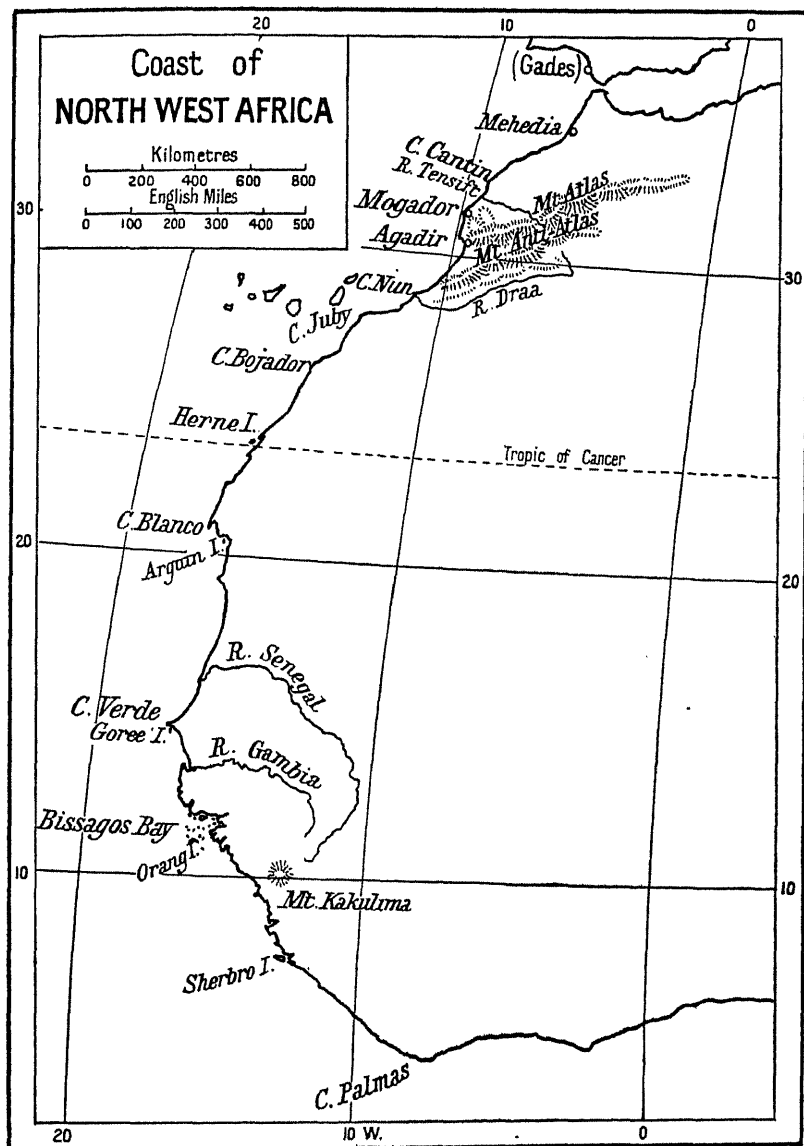 20
10
0
Coast of
NORTH WEST AFRICA
Kilometres
0 200 400 600 800
English Miles
0 100 200 300 400 500
(Gades)
Mehedia
C. Cantin
R. Tensift
Mt. Atlas
Mogador
30
Agadir
Mt. Anti-Atlas
30
C. Nun
R. Draa
C. Juby
C. Bojador
Herne I.
Tropic of Cancer
C. Blanco
20
Arguin I.
20
R. Senegal
C. Verde
Goree I.
R. Gambia
Bissagos Bay
Orang I.
10
10
Mt. Kakulima
Sherbro I.
C. Palmas
20
10 W.
0